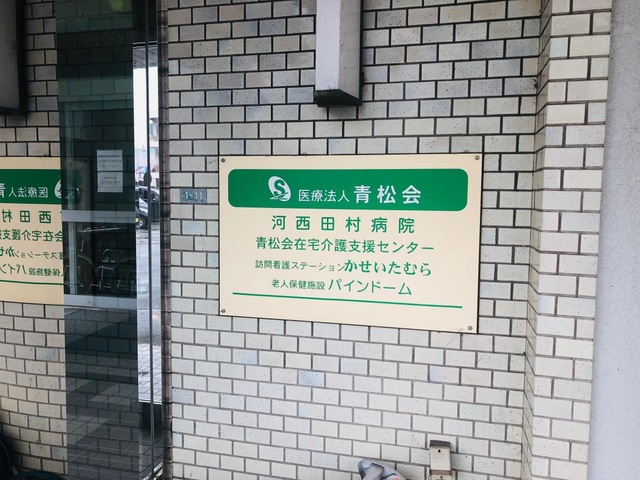 医療法人 青松会
河西田村病院
青松会在宅介護支援センター
訪問看護ステーションかせいたむら
老人保健施設 パインドーム